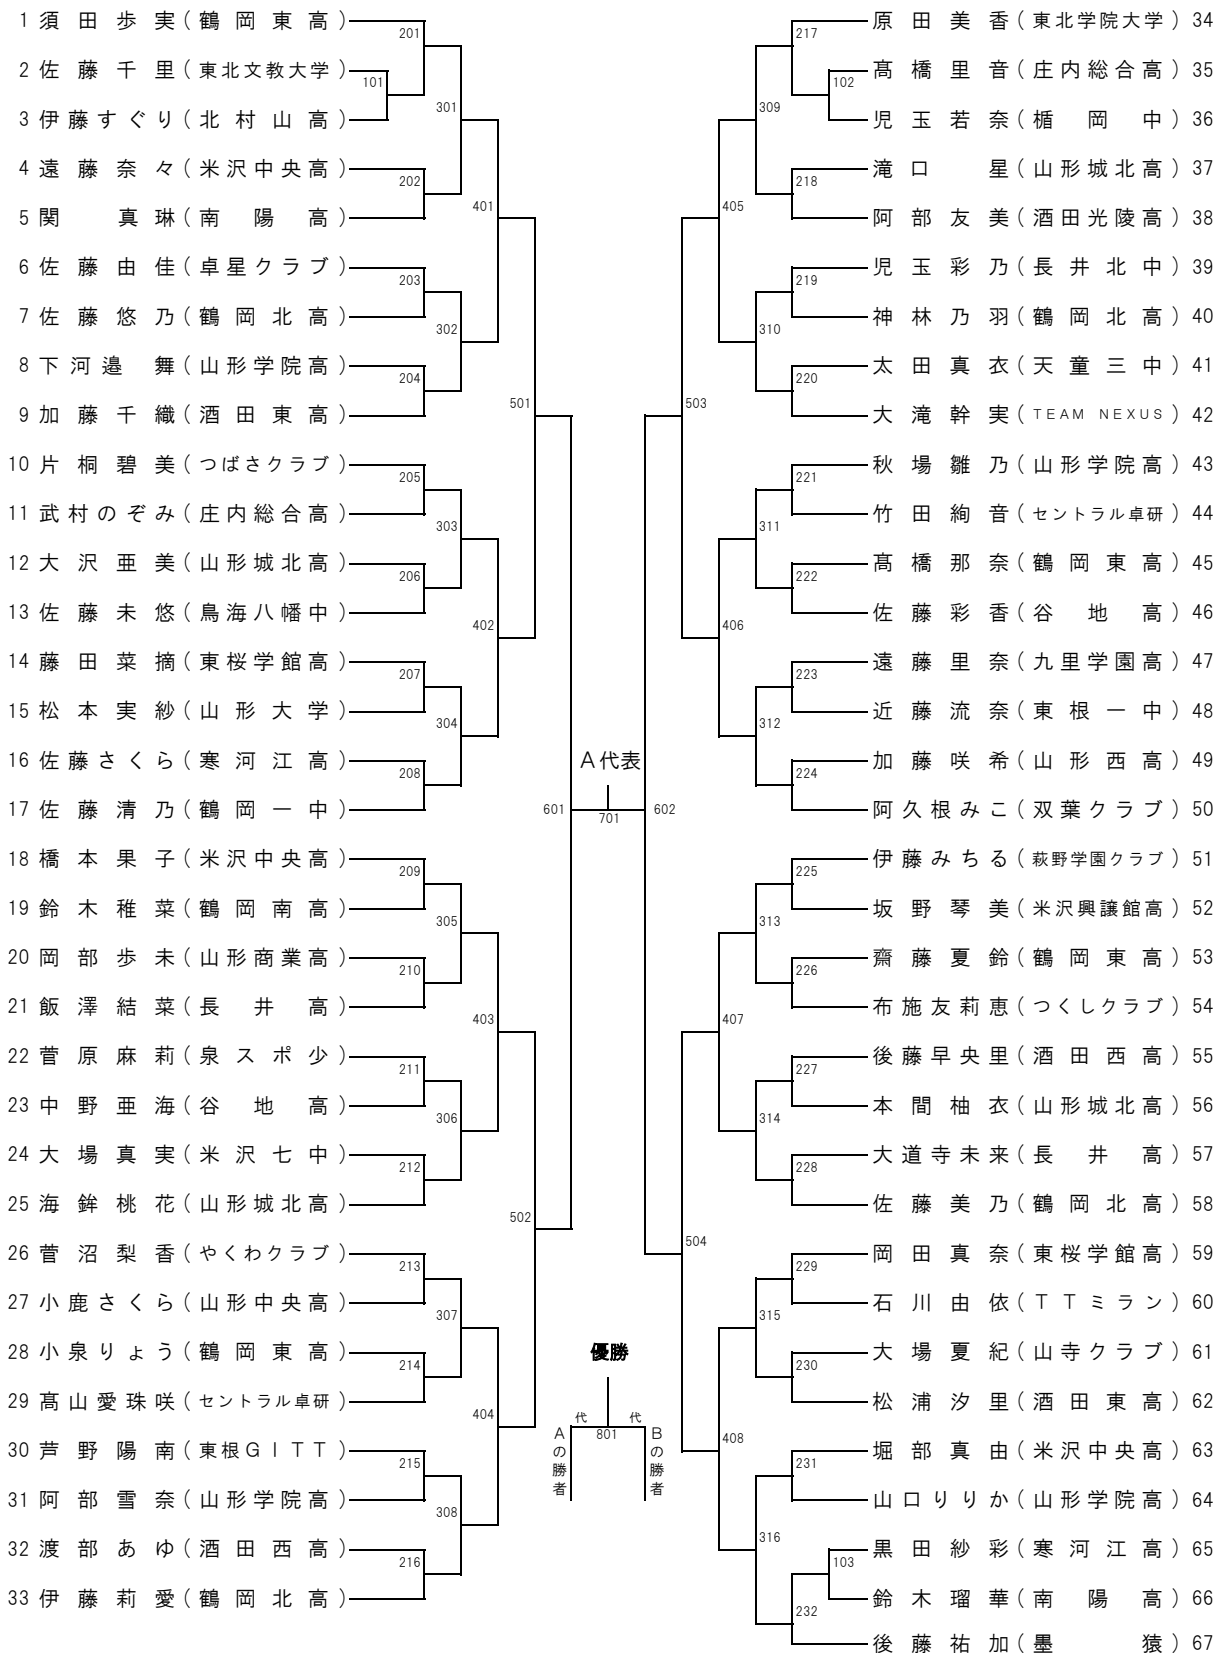 1 須田歩実(鶴岡東高)
2 佐藤千里(東北文教大学)
3 伊藤すぐり(北村山高)
4 遠藤奈々(米沢中央高)
5 関真琳(南陽高)
6 佐藤由佳(卓星クラブ)
7 佐藤悠乃(鶴岡北高)
8 下河邉舞(山形学院高)
9 加藤千織(酒田東高)
10 片桐碧美(つばさクラブ)
11 武村のぞみ(庄内総合高)
12 大沢亜美(山形城北高)
13 佐藤未悠(鳥海八幡中)
14 藤田菜摘(東桜学館高)
15 松本実紗(山形大学)
16 佐藤さくら(寒河江高)
17 佐藤清乃(鶴岡一中)
18 橋本果子(米沢中央高)
19 鈴木稚菜(鶴岡南高)
20 岡部歩未(山形商業高)
21 飯澤結菜(長井高)
22 菅原麻莉(泉スポ少)
23 中野亜海(谷地高)
24 大場真実(米沢七中)
25 海鉾桃花(山形城北高)
26 菅沼梨香(やくわクラブ)
27 小鹿さくら(山形中央高)
28 小泉りょう(鶴岡東高)
29 髙山愛珠咲(セントラル卓研)
30 芦野陽南(東根GITT)
31 阿部雪奈(山形学院高)
32 渡部あゆ(酒田西高)
33 伊藤莉愛(鶴岡北高)
101
201
202
203
204
205
206
207
208
209
210
211
212
213
214
215
216
301
302
303
304
305
306
307
308
401
402
403
404
501
502
601
A代表
701
602
優勝
代 代
801
Aの勝者
Bの勝者
503
504
405
406
407
408
309
310
311
312
313
314
315
316
217
218
219
220
221
222
223
224
225
226
227
228
229
230
231
232
102
103
原田美香(東北学院大学) 34
髙橋里音(庄内総合高) 35
児玉若奈(楯岡中) 36
滝口星(山形城北高) 37
阿部友美(酒田光陵高) 38
児玉彩乃(長井北中) 39
神林乃羽(鶴岡北高) 40
太田真衣(天童三中) 41
大滝幹実(TEAM NEXUS) 42
秋場雛乃(山形学院高) 43
竹田絢音(セントラル卓研) 44
髙橋那奈(鶴岡東高) 45
佐藤彩香(谷地高) 46
遠藤里奈(九里学園高) 47
近藤流奈(東根一中) 48
加藤咲希(山形西高) 49
阿久根みこ(双葉クラブ) 50
伊藤みちる(萩野学園クラブ) 51
坂野琴美(米沢興譲館高) 52
齋藤夏鈴(鶴岡東高) 53
布施友莉恵(つくしクラブ) 54
後藤早央里(酒田西高) 55
本間柚衣(山形城北高) 56
大道寺未来(長井高) 57
佐藤美乃(鶴岡北高) 58
岡田真奈(東桜学館高) 59
石川由依(TTミラン) 60
大場夏紀(山寺クラブ) 61
松浦汐里(酒田東高) 62
堀部真由(米沢中央高) 63
山口りりか(山形学院高) 64
黒田紗彩(寒河江高) 65
鈴木瑠華(南陽高) 66
後藤祐加(墨猿) 67